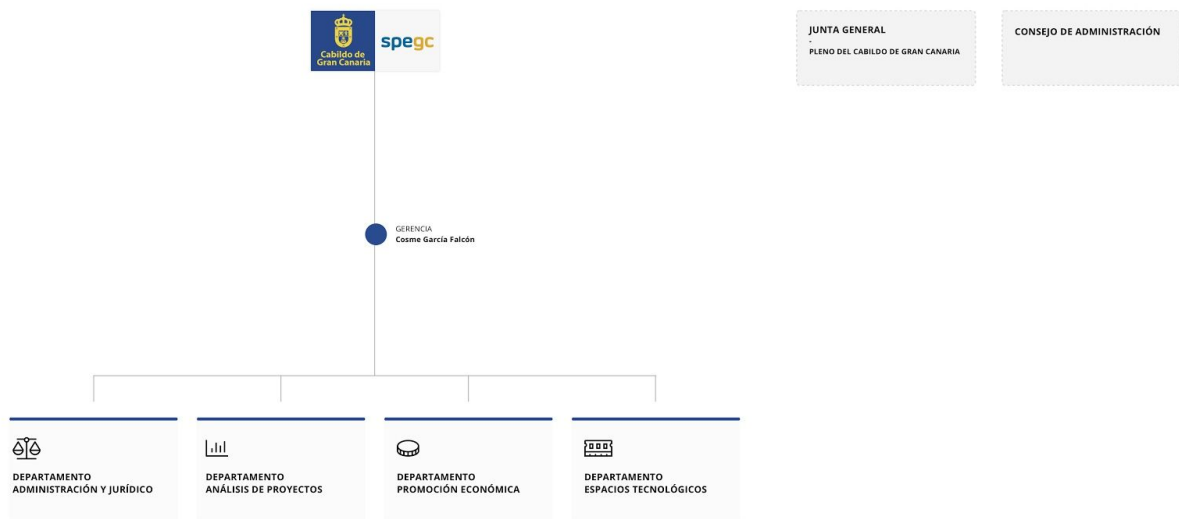 Cabildo de
Gran Canaria
spegc
JUNTA GENERAL
-
PLENO DEL CABILDO DE GRAN CANARIA
CONSEJO DE ADMINISTRACIÓN
GERENCIA
Cosme García Falcón
DEPARTAMENTO
ADMINISTRACIÓN Y JURÍDICO
DEPARTAMENTO
ANÁLISIS DE PROYECTOS
DEPARTAMENTO
PROMOCIÓN ECONÓMICA
DEPARTAMENTO
ESPACIOS TECNOLÓGICOS